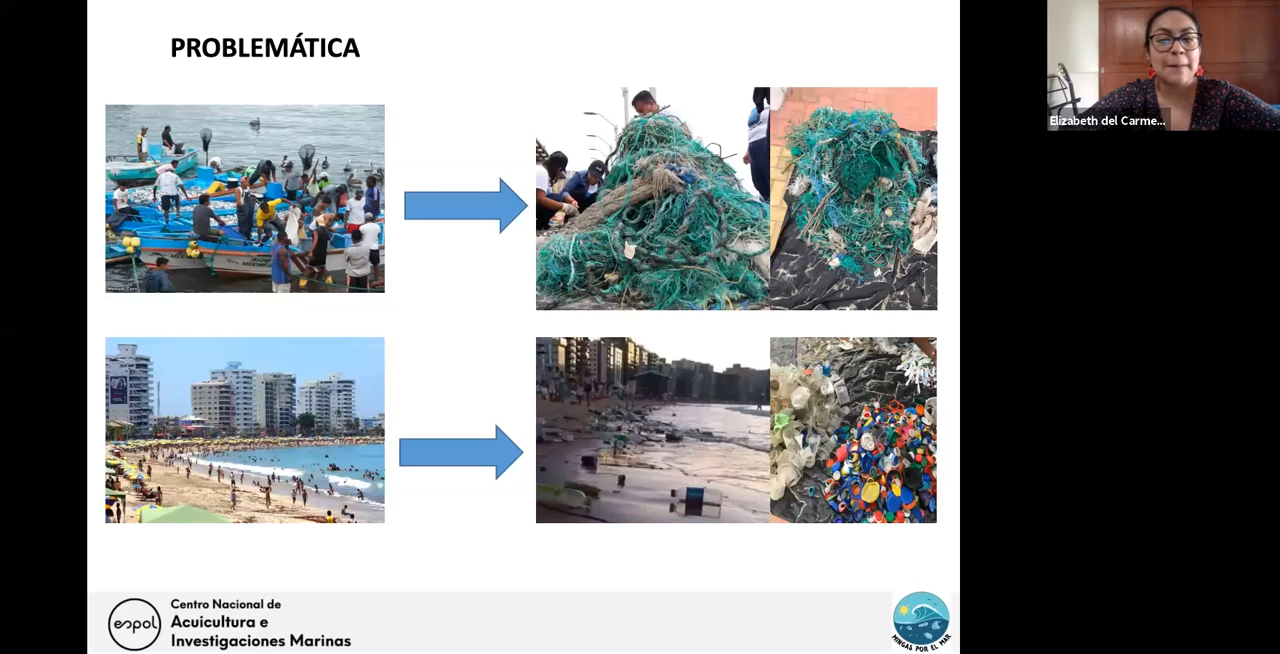 PROBLEMÁTICA
Elizabeth del Carme...
espol
Centro Nacional de
Acuicultura e
Investigaciones Marinas
MINGAS POR EL MAR